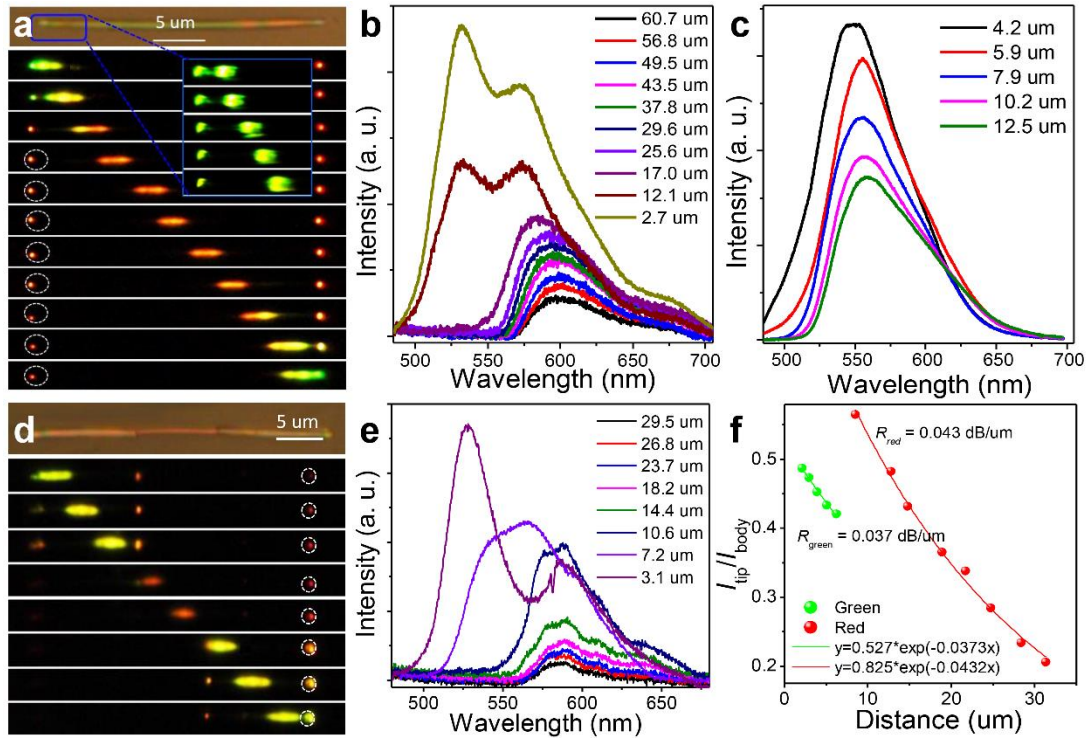 a
5 um
b
Intensity (a. u.)
60.7 um
56.8 um
49.5 um
43.5 um
37.8 um
29.6 um
25.6 um
17.0 um
12.1 um
2.7 um
500 550 600 650 700
Wavelength (nm)
c
Intensity (a. u.)
4.2 um
5.9 um
7.9 um
10.2 um
12.5 um
500 550 600 650 700
Wavelength (nm)
d
5 um
e
Intensity (a. u.)
29.5 um
26.8 um
23.7 um
18.2 um
14.4 um
10.6 um
7.2 um
3.1 um
500 550 600 650
Wavelength (nm)
f
Itip/Ibody
0.5
0.4
0.3
0.2
Rred = 0.043 dB/um
Rgreen = 0.037 dB/um
Green
Red
y=0.527*exp(-0.0373x)
y=0.825*exp(-0.0432x)
0 10 20 30
Distance (um)